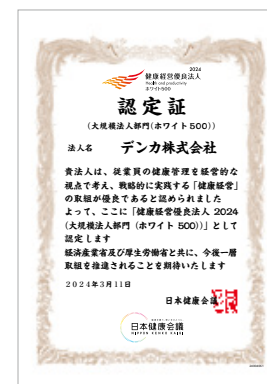 2024
健康経営優良法人
Health and productivity
ホワイト500
認定証
(大規模法人部門(ホワイト500))
法人名 デンカ株式会社
貴法人は、従業員の健康管理を経営的な
視点で考え、戦略的に実践する「健康経営」
の取組が優良であると認められました
よって、ここに「健康経営優良法人 2024
(大規模法人部門 (ホワイト 500))」として
認定します
経済産業省及び厚生労働省と共に、今後一層
取組を推進されることを期待いたします
2024年3月11日
日本健康会議
日本健康会議
NIPPON KENKO KAIGI